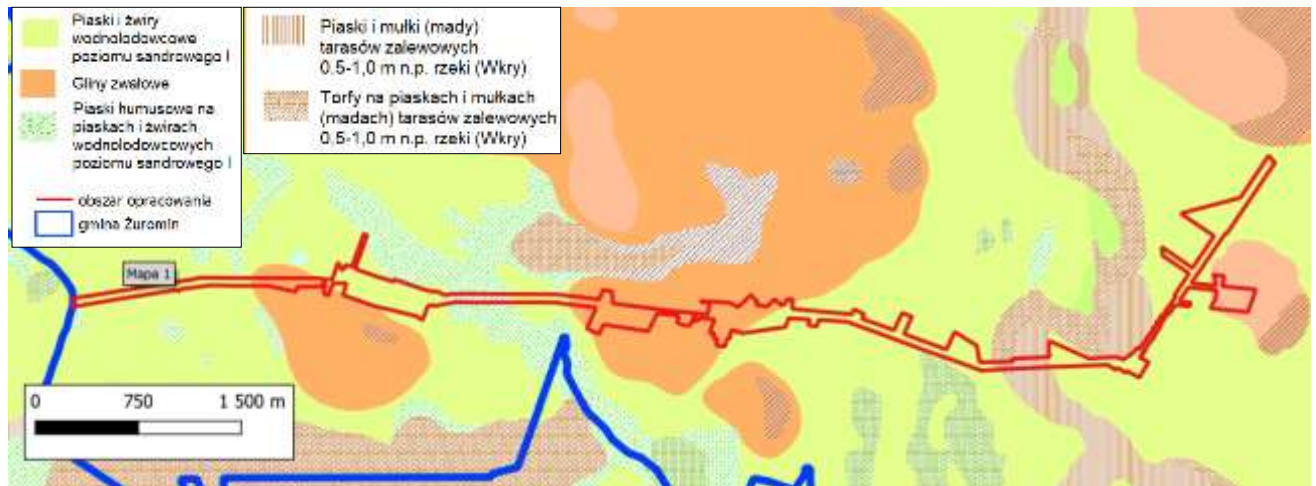 Piaski i żwiry
wodnolodowcowe
poziomu sandrowego I
Gliny zwałowe
Piaski humusowe na
piaskach i żwirach
wodnolodowcowych
poziomu sandrowego I
obszar opracowania
gmina Żuromin
Piaski i mułki (mady)
tarasów zalewowych
0.5-1,0 m n.p. rzeki (Wkry)
Torfy na piaskach i mułkach
(madach) tarasów zalewowych
0,5-1,0 m n.p. rzeki (Wkry)
Mapa 1
0 750 1 500 m